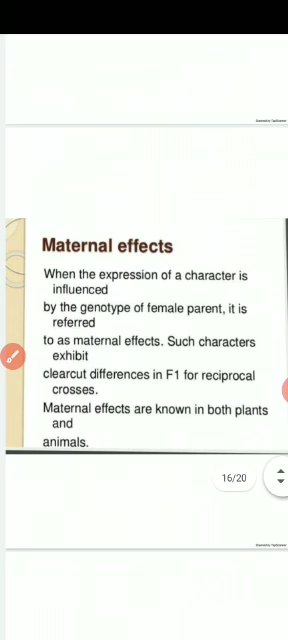 Maternal effects
When the expression of a character is
influenced
by the genotype of female parent, it is
referred
to as maternal effects. Such characters
exhibit
clearcut differences in F1 for reciprocal
crosses.
Maternal effects are known in both plants
and
animals.
16/20